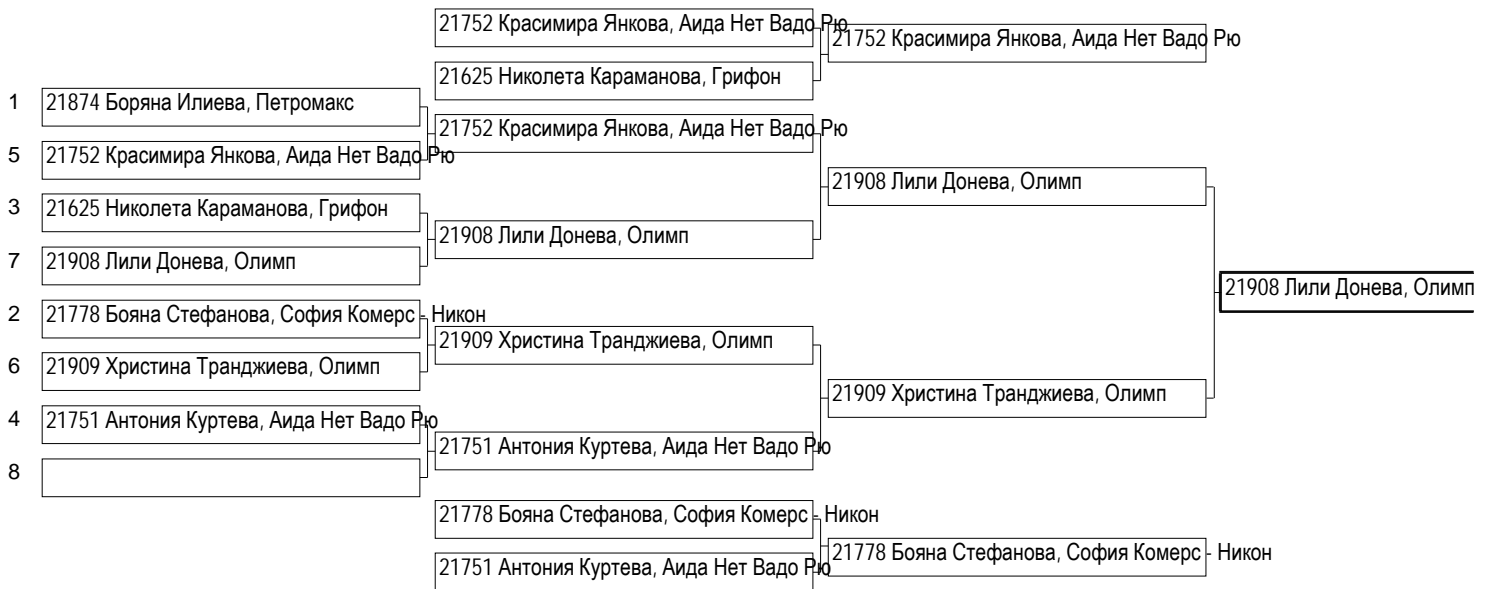 21752 Красимира Янкова, Аида Нет Вадо Рю
21752 Красимира Янкова, Аида Нет Вадо Рю
21625 Николета Караманова, Грифон
1 21874 Боряна Илиева, Петромакс
21752 Красимира Янкова, Аида Нет Вадо Рю
5 21752 Красимира Янкова, Аида Нет Вадо Рю
21908 Лили Донева, Олимп
3 21625 Николета Караманова, Грифон
21908 Лили Донева, Олимп
7 21908 Лили Донева, Олимп
21908 Лили Донева, Олимп
2 21778 Бояна Стефанова, София Комерс - Никон
21909 Христина Транджиева, Олимп
6 21909 Христина Транджиева, Олимп
21909 Христина Транджиева, Олимп
4 21751 Антония Куртева, Аида Нет Вадо Рю
21751 Антония Куртева, Аида Нет Вадо Рю
8
21778 Бояна Стефанова, София Комерс - Никон
21778 Бояна Стефанова, София Комерс - Никон
21751 Антония Куртева, Аида Нет Вадо Рю